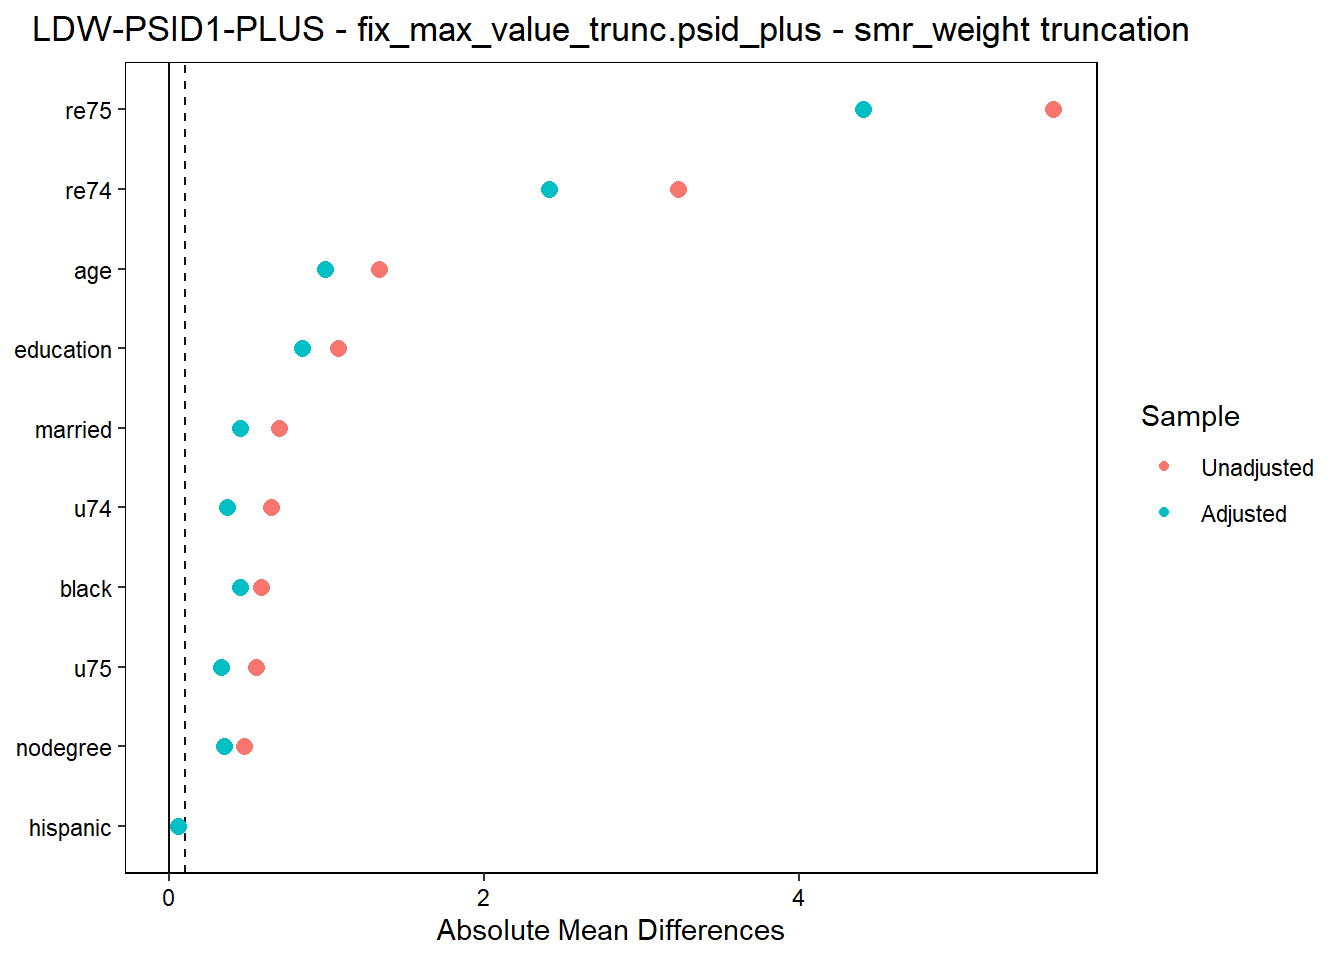 LDW-PSID1-PLUS - fix_max_value_trunc.psid_plus - smr_weight truncation
re75
re74
age
education
married
u74
black
u75
nodegree
hispanic
0
2
4
Absolute Mean Differences
Sample
Unadjusted
Adjusted